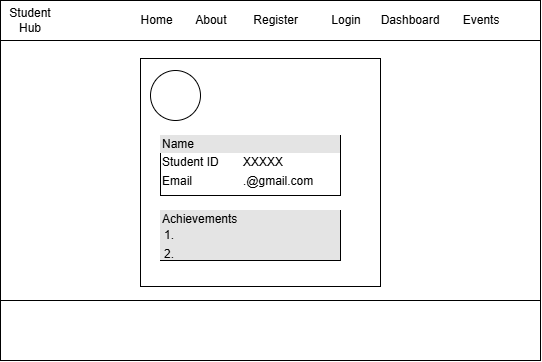 Student
Hub
Home About Register Login Dashboard Events
Name
Student ID XXXXX
Email .@gmail.com
Achievements
1.
2.